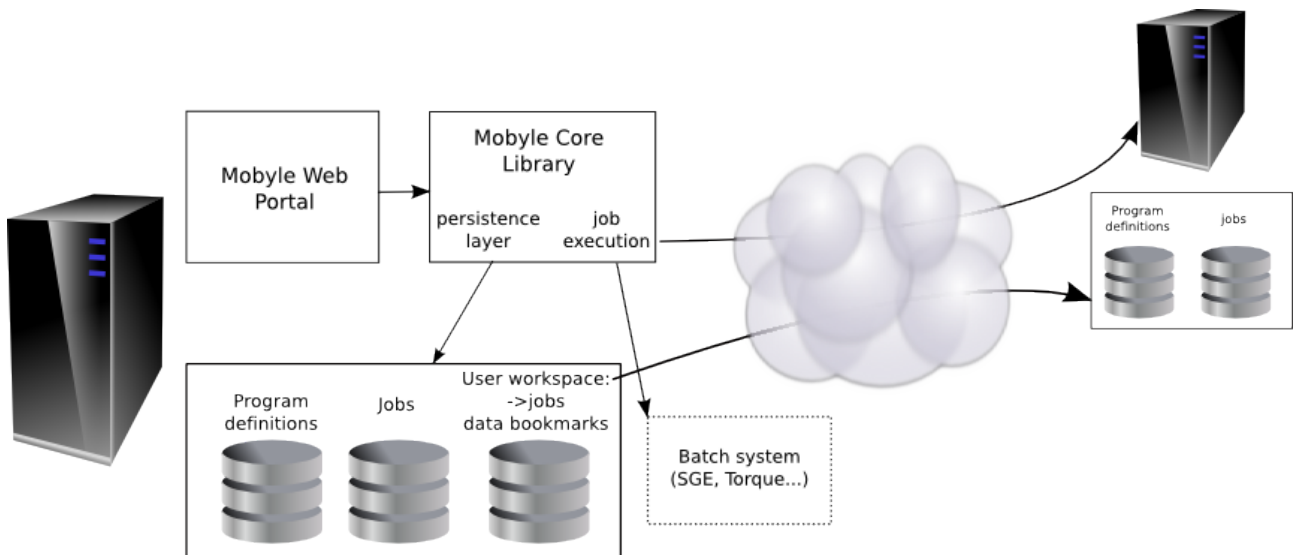 Mobyle Web
Portal
Mobyle Core
Library
persistence
layer
job
execution
Program
definitions
jobs
Program
definitions
Jobs
User workspace:
->jobs
data bookmarks
Batch system
(SGE, Torque...)